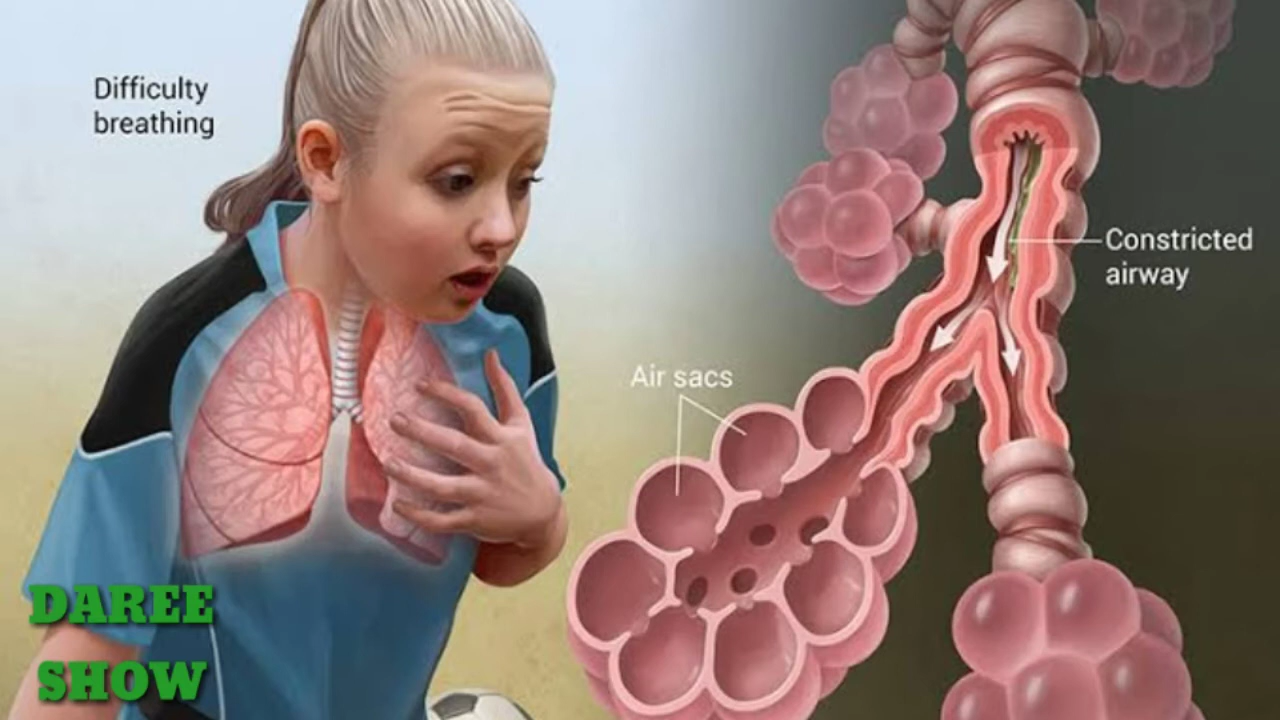 Difficulty
breathing
Constricted
airway
Air sacs
DAREE
SHOW